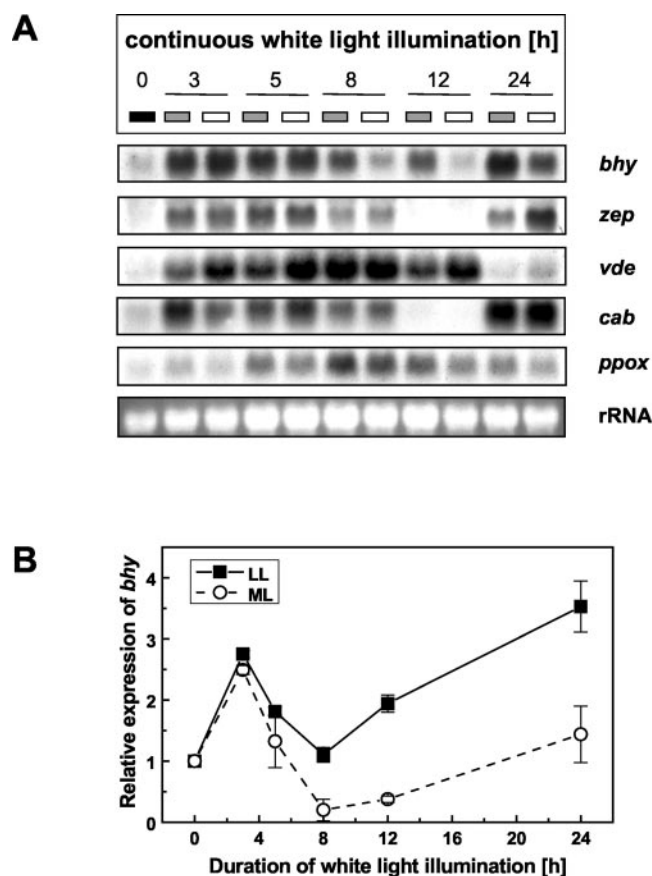 A
continuous white light illumination [h]
0 3 5 8 12 24
bhy
zep
vde
cab
ppox
rRNA
B
Relative expression of bhy
4
3
2
1
0
LL
ML
0 4 8 12 16 20 24
Duration of white light illumination [h]